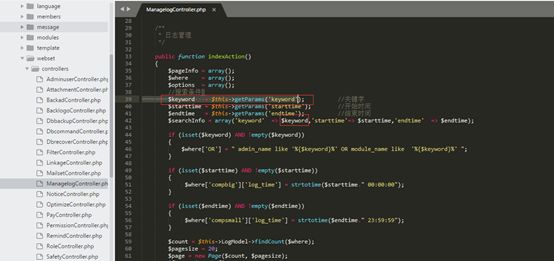 language
members
message
modules
template
webset
controllers
AdminuserController.php
AttachmentController.php
BackadController.php
BacklogoController.php
DbbackupController.php
DbcommandController.php
DbrecoverController.php
FilterController.php
LinkageController.php
MailsetController.php
ManagelogController.php
NoticeController.php
OptimizeController.php
PayController.php
PermissionController.php
RemindController.php
RoleController.php
SafetyController.php
ManagelogController.php
28
29 /**
30 * 日志管理
31 */
32
33 public function indexAction()
34 {
35 $pageInfo = array();
36 $where = array();
37 $options = array();
38 //搜索条件
39 $keyword = $this->getParams('keyword'); //关键字
40 $starttime = $this->getParams('starttime'); //开始时间
41 $endtime = $this->getParams('endtime'); //结束时间
42 $searchInfo = array('keyword' => $keyword,'starttime'=> $starttime,'endtime' => $endtime);
43
44 if (isset($keyword) AND !empty($keyword))
45 {
46 $where['OR'] = " admin_name like '%{$keyword}%' OR module_name like '%{$keyword}%' ";
47 }
48
49 if (isset($starttime) AND !empty($starttime))
50 {
51 $where['compbig']['log_time'] = strtotime($starttime." 00:00:00");
52 }
53
54 if (isset($endtime) AND !empty($endtime))
55 {
56 $where['compsmall']['log_time'] = strtotime($endtime." 23:59:59");
57 }
58
59 $count = $this->LogModel->findCount($where);
60 $pagesize = 20;
61 $page = new Page($count, $pagesize);